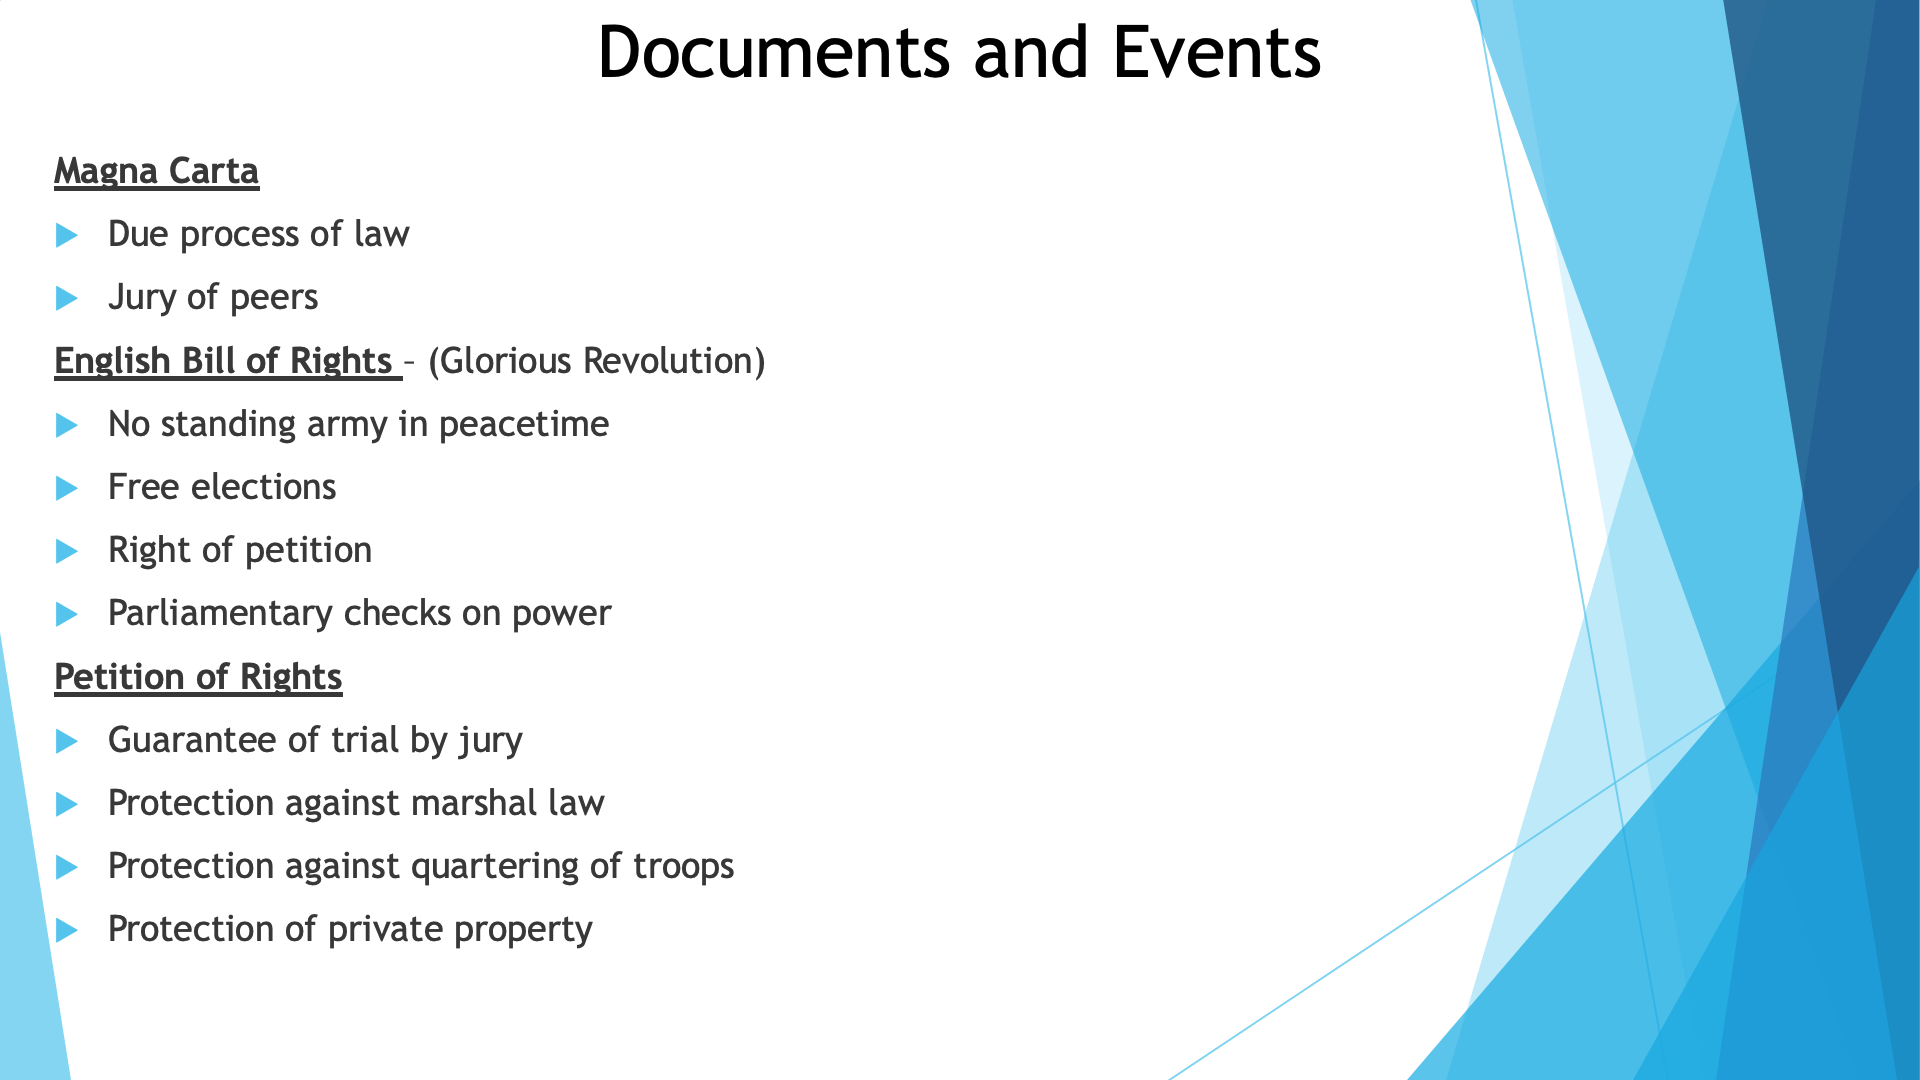 Documents and Events
Magna Carta
Due process of law
Jury of peers
English Bill of Rights – (Glorious Revolution)
No standing army in peacetime
Free elections
Right of petition
Parliamentary checks on power
Petition of Rights
Guarantee of trial by jury
Protection against marshal law
Protection against quartering of troops
Protection of private property